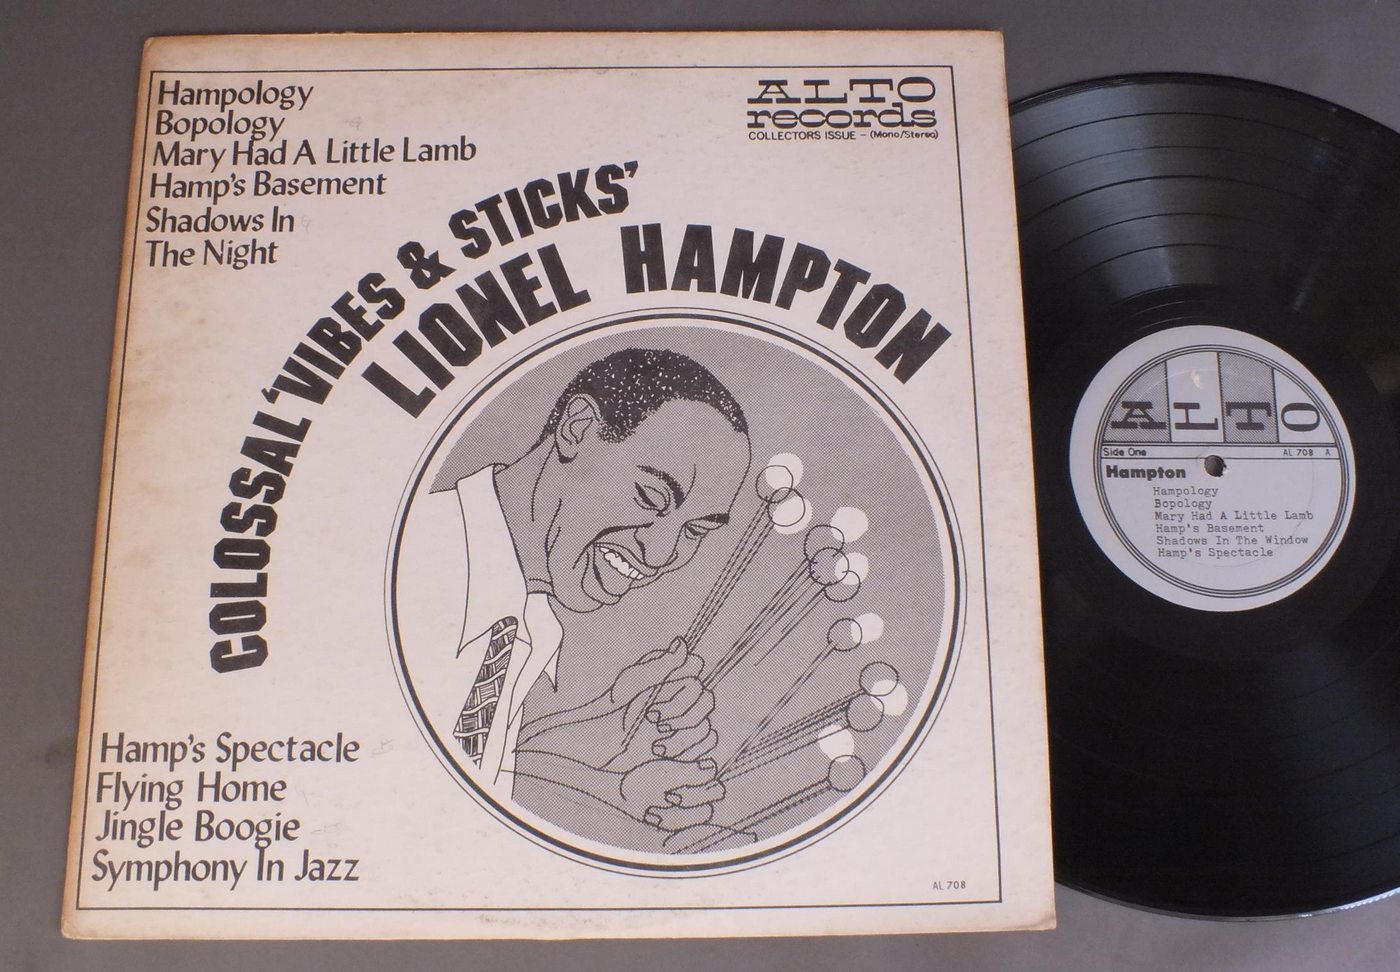 Hampology
Bopology
Mary Had A Little Lamb
Hamp's Basement
Shadows In
The Night
ALTO
records
COLLECTORS ISSUE – (Mono/Stereo)
COLOSSAL 'VIBES & STICKS'
LIONEL HAMPTON
Hamp's Spectacle
Flying Home
Jingle Boogie
Symphony In Jazz
AL 708
ALTO
Side One AL 708 A
Hampton
Hampology
Bopology
Mary Had A Little Lamb
Hamp's Basement
Shadows In The Window
Hamp's Spectacle